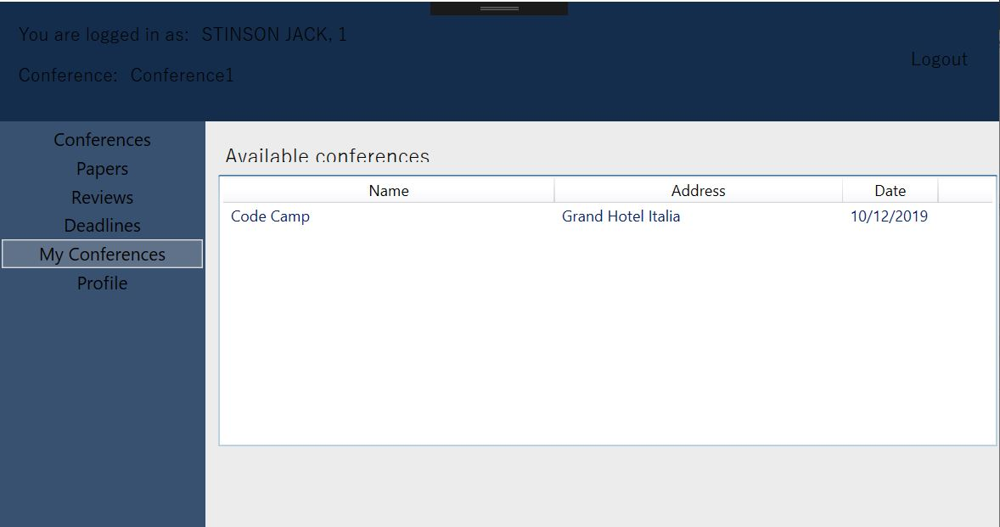 You are logged in as: STINSON JACK, 1
Logout
Conference: Conference1
Conferences
Papers
Reviews
Deadlines
My Conferences
Profile
Available conferences
Name Address Date
Code Camp Grand Hotel Italia 10/12/2019